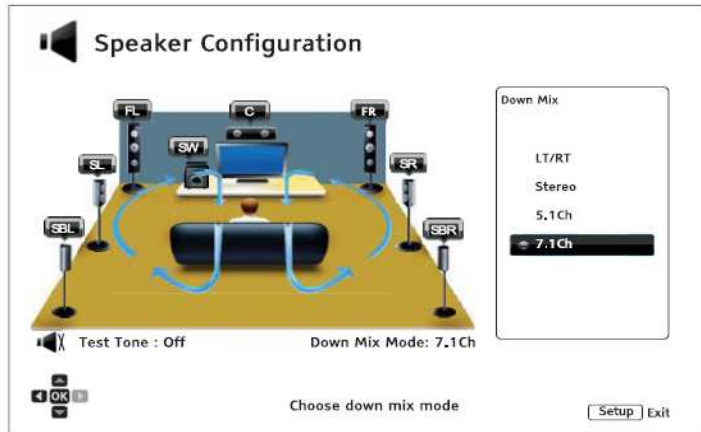 Speaker Configuration
FL
C
FR
SW
SL
SR
SBL
SBR
Test Tone : Off
Down Mix Mode: 7.1Ch
Down Mix
LT/RT
Stereo
5.1Ch
7.1Ch
OK
Choose down mix mode
Setup Exit